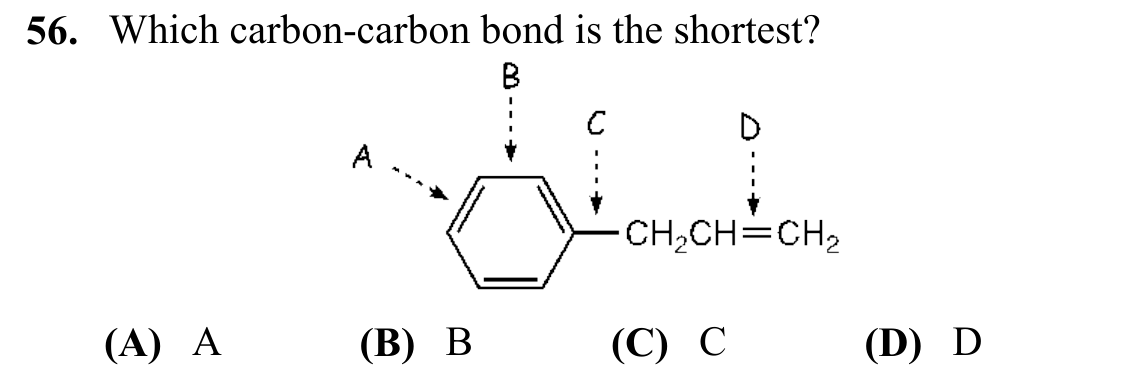 56. Which carbon-carbon bond is the shortest?
B
C
D
A
CH₂CH=CH₂
(A) A (B) B (C) C (D) D